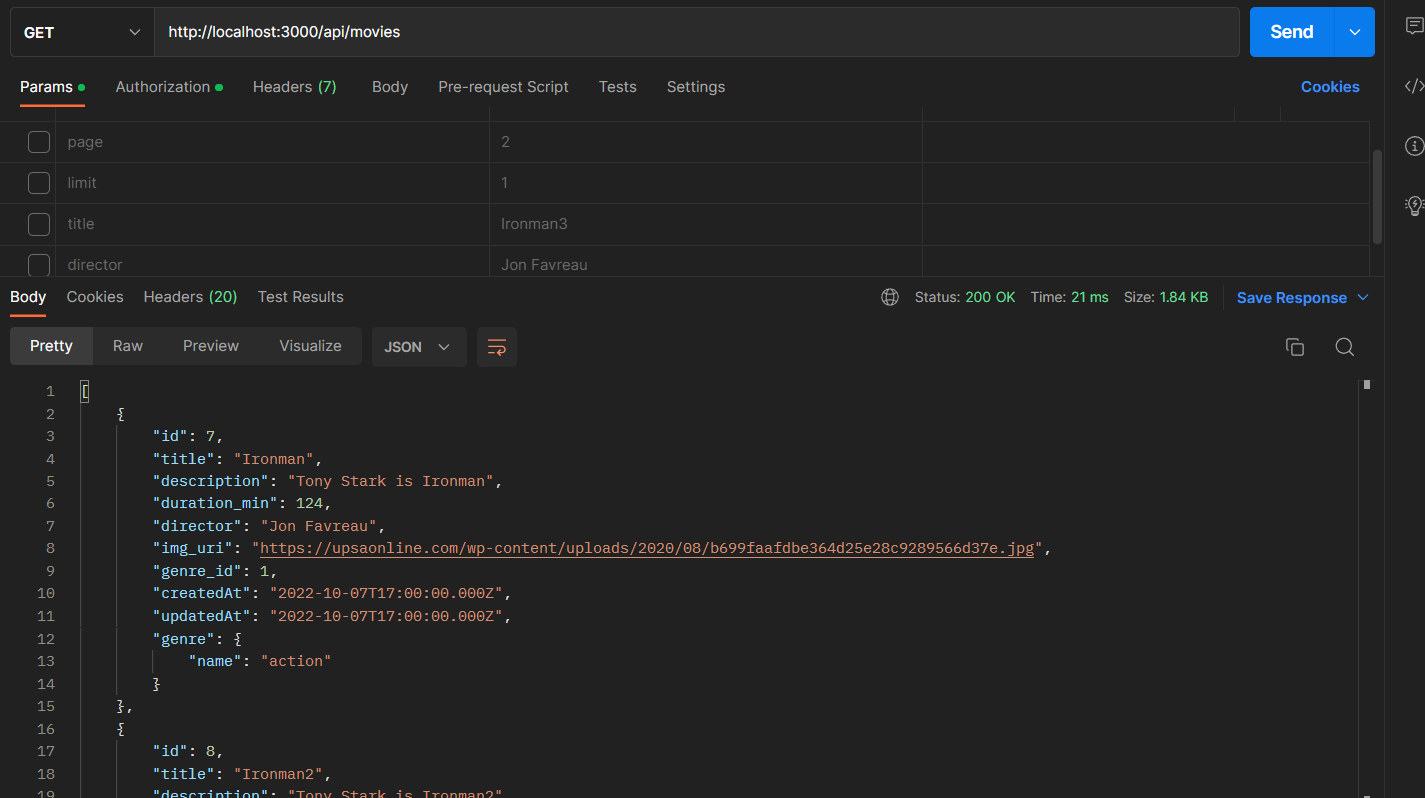 GET http://localhost:3000/api/movies Send
Params Authorization Headers (7) Body Pre-request Script Tests Settings Cookies
page 2
limit 1
title Ironman3
director Jon Favreau
Body Cookies Headers (20) Test Results Status: 200 OK Time: 21 ms Size: 1.84 KB Save Response
Pretty Raw Preview Visualize JSON
1 [
2 {
3 "id": 7,
4 "title": "Ironman",
5 "description": "Tony Stark is Ironman",
6 "duration_min": 124,
7 "director": "Jon Favreau",
8 "img_uri": "https://upsaonline.com/wp-content/uploads/2020/08/b699faafdbe364d25e28c9289566d37e.jpg",
9 "genre_id": 1,
10 "createdAt": "2022-10-07T17:00:00.000Z",
11 "updatedAt": "2022-10-07T17:00:00.000Z",
12 "genre": {
13 "name": "action"
14 }
15 },
16 {
17 "id": 8,
18 "title": "Ironman2",
19 "description": "Tony Stark is Ironman2"